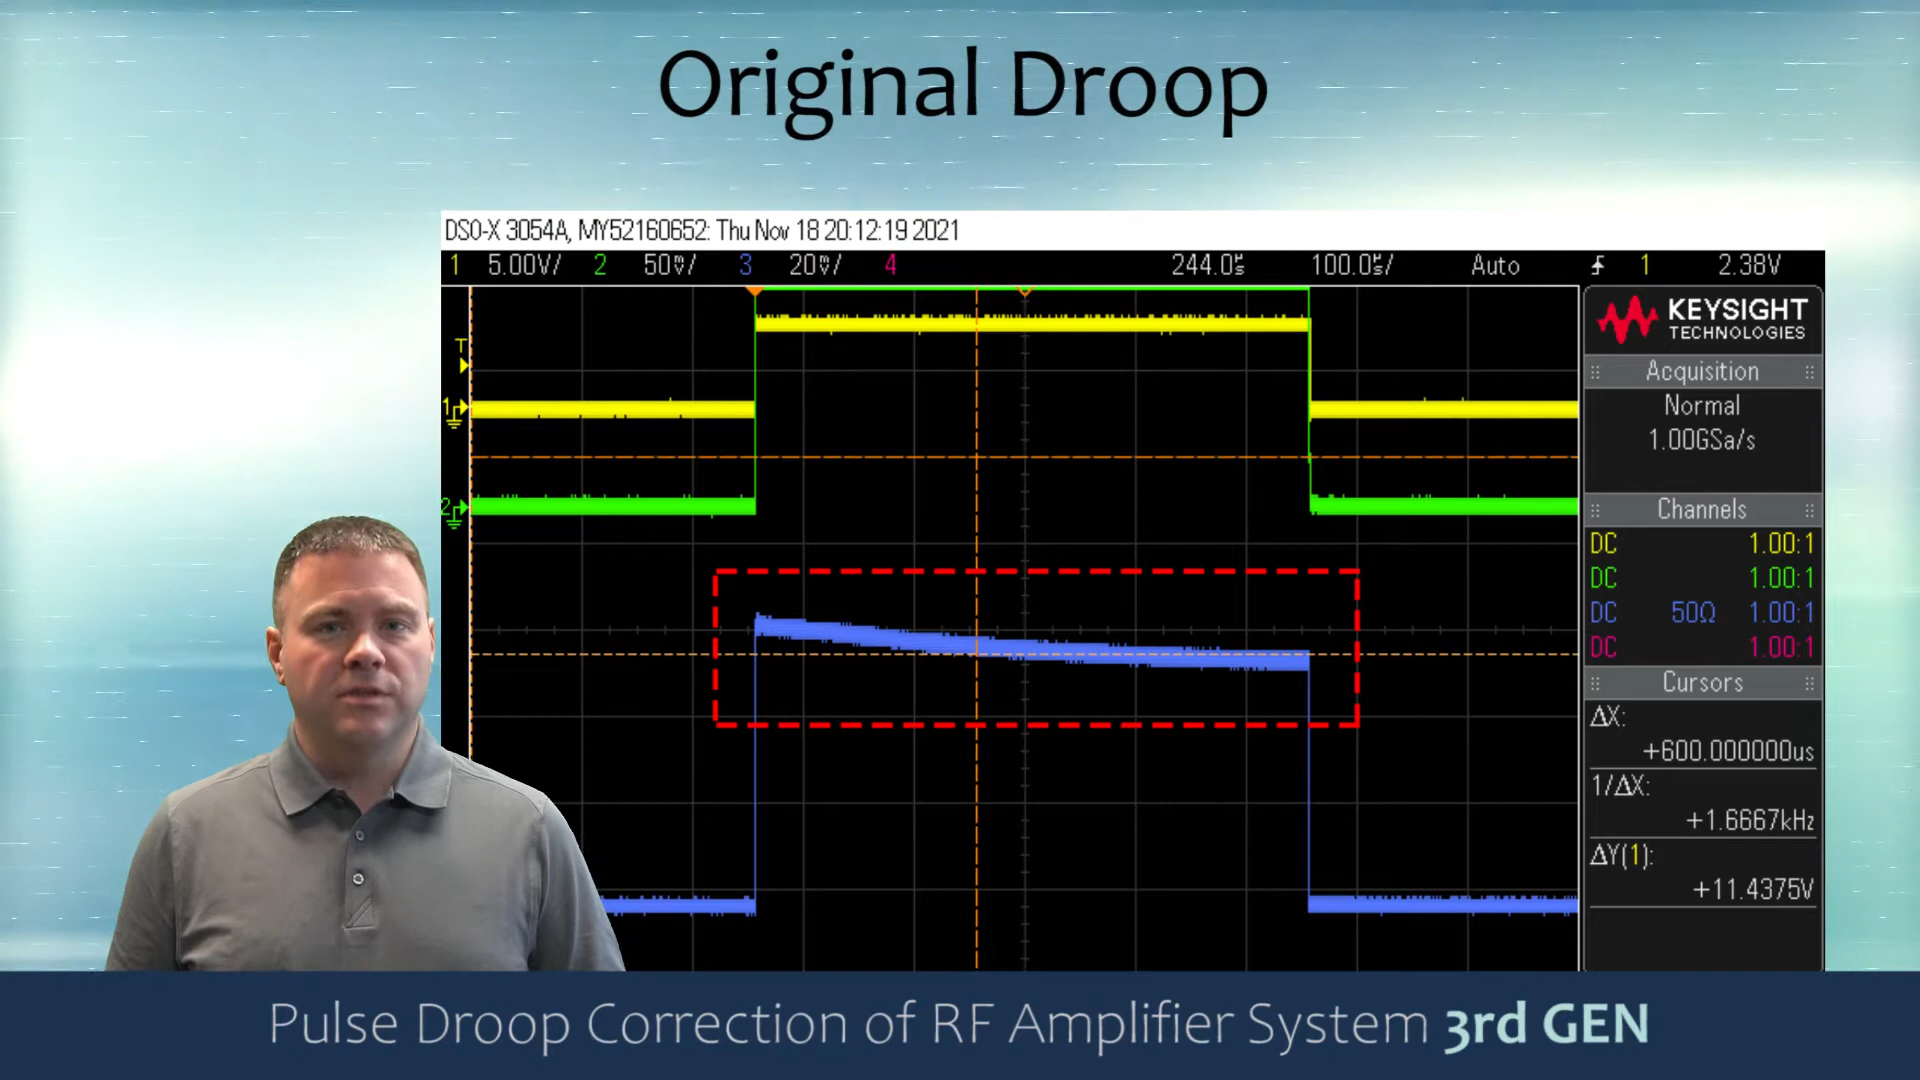 Original Droop
DSO-X 3054A, MY52160652: Thu Nov 18 20:12:19 2021
1 5.00V/ 2 50mV/ 3 20mV/ 4 244.0us 100.0us/ Auto 1 2.38V
KEYSIGHT
TECHNOLOGIES
T
1
2
Acquisition
Normal
1.00GSa/s
Channels
DC 1.00:1
DC 1.00:1
DC 50Ω 1.00:1
DC 1.00:1
Cursors
ΔX:
+600.000000us
1/ΔX:
+1.6667kHz
ΔY(1):
+11.4375V
Pulse Droop Correction of RF Amplifier System 3rd GEN